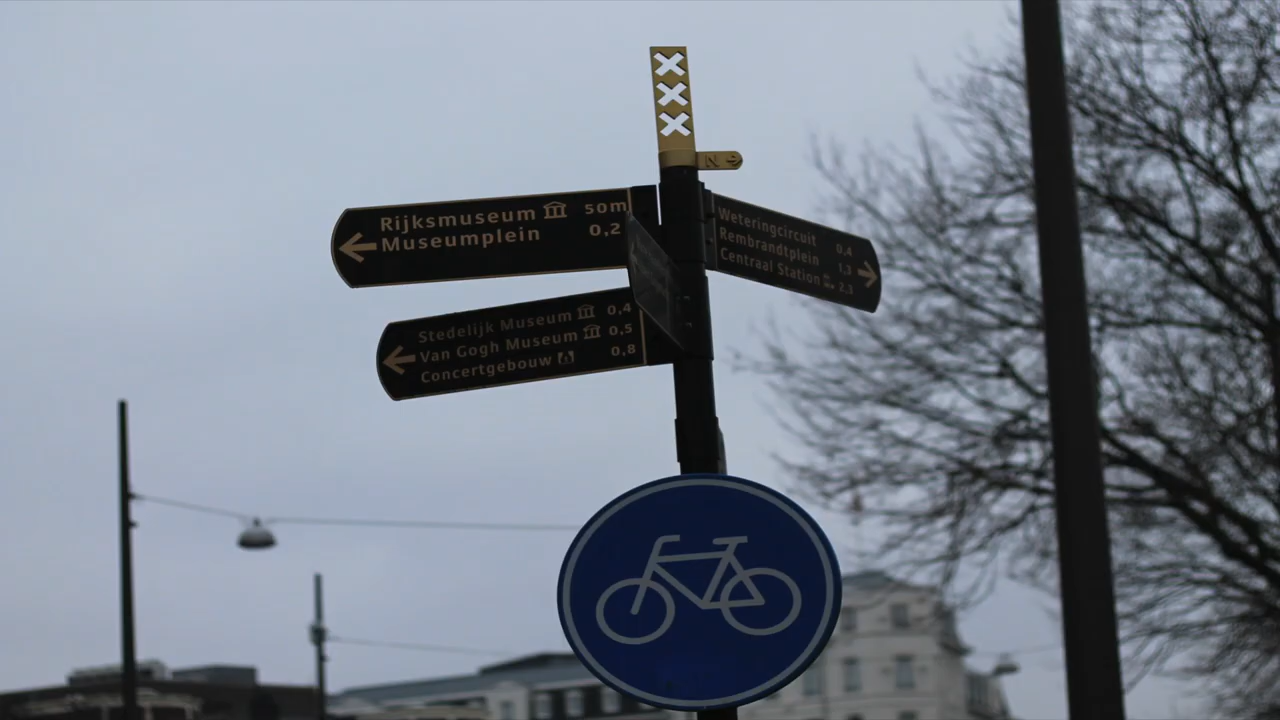 XXX
N
Rijksmuseum 50m
Museumplein 0,2
Weteringcircuit 0,4
Rembrandtplein 1,3
Centraal Station 2,3
Stedelijk Museum 0,4
Van Gogh Museum 0,5
Concertgebouw 0,8